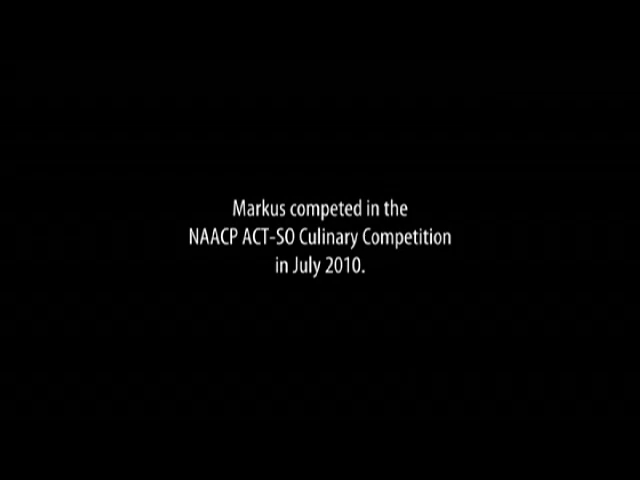 Markus competed in the
NAACP ACT-SO Culinary Competition
in July 2010.